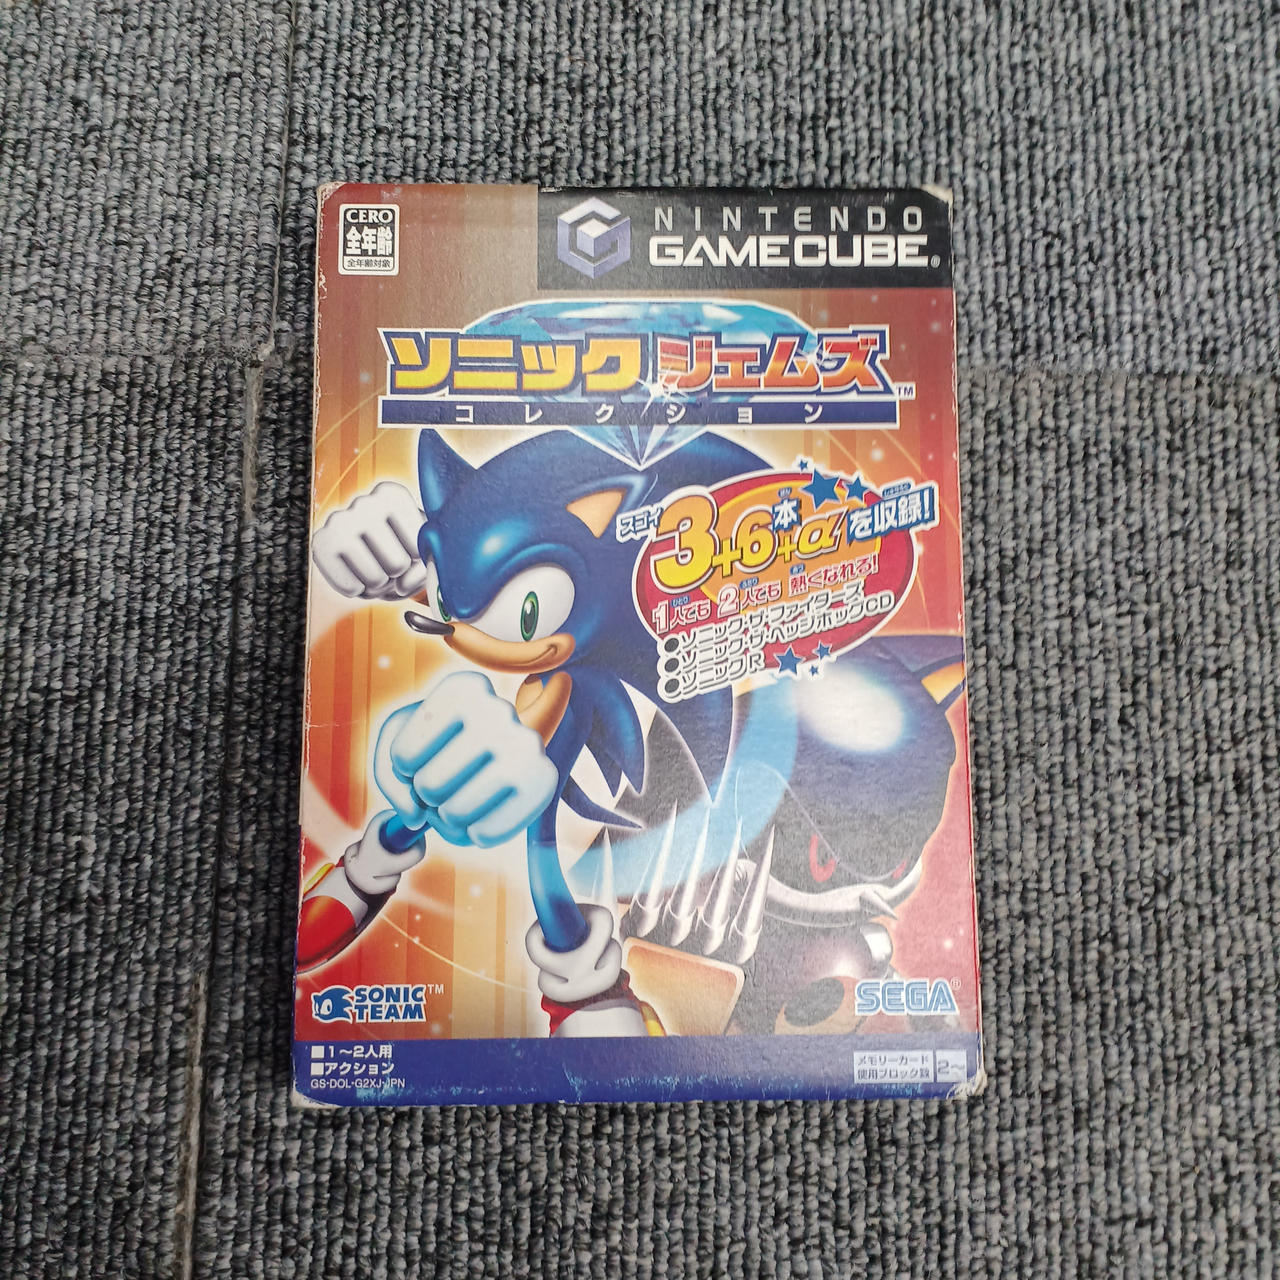 CERO
全年齢
全年齢対象
NINTENDO
GAMECUBE
ソニック ジェムズ™
コレクション
スゴイ3+6本+αを収録!
1人でも2人でも熱くなれる!
●ソニック・ザ・ファイターズ
●ソニック・ザ・ヘッジホッグCD
●ソニックR
SONIC
TEAM™
SEGA®
■1~2人用
■アクション
GS-DOL-G2XJ-JPN
メモリーカード
使用ブロック数
2~